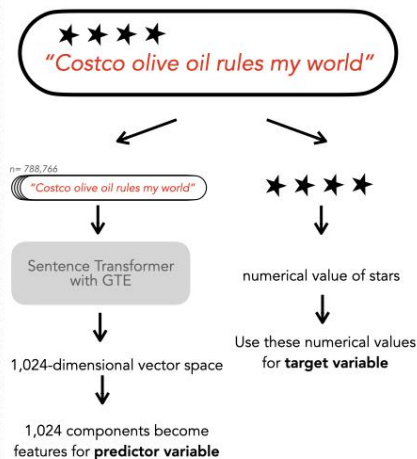 “Costco olive oil rules my world”
n= 788,766
“Costco olive oil rules my world”
Sentence Transformer
with GTE
numerical value of stars
1,024-dimensional vector space
Use these numerical values
for target variable
1,024 components become
features for predictor variable